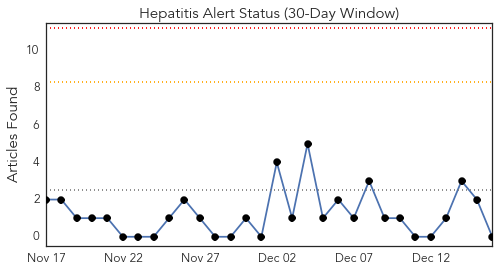 Hepatitis Alert Status (30-Day Window)
Articles Found
10
8
6
4
2
0
Nov 17 Nov 22 Nov 27 Dec 02 Dec 07 Dec 12